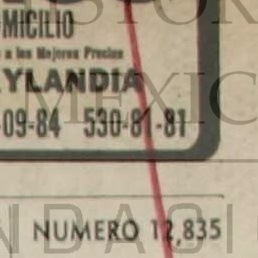 MICILIO
a los Mejores Precios
YLANDIA
-09-84 530-81-81
NUMERO 12,835